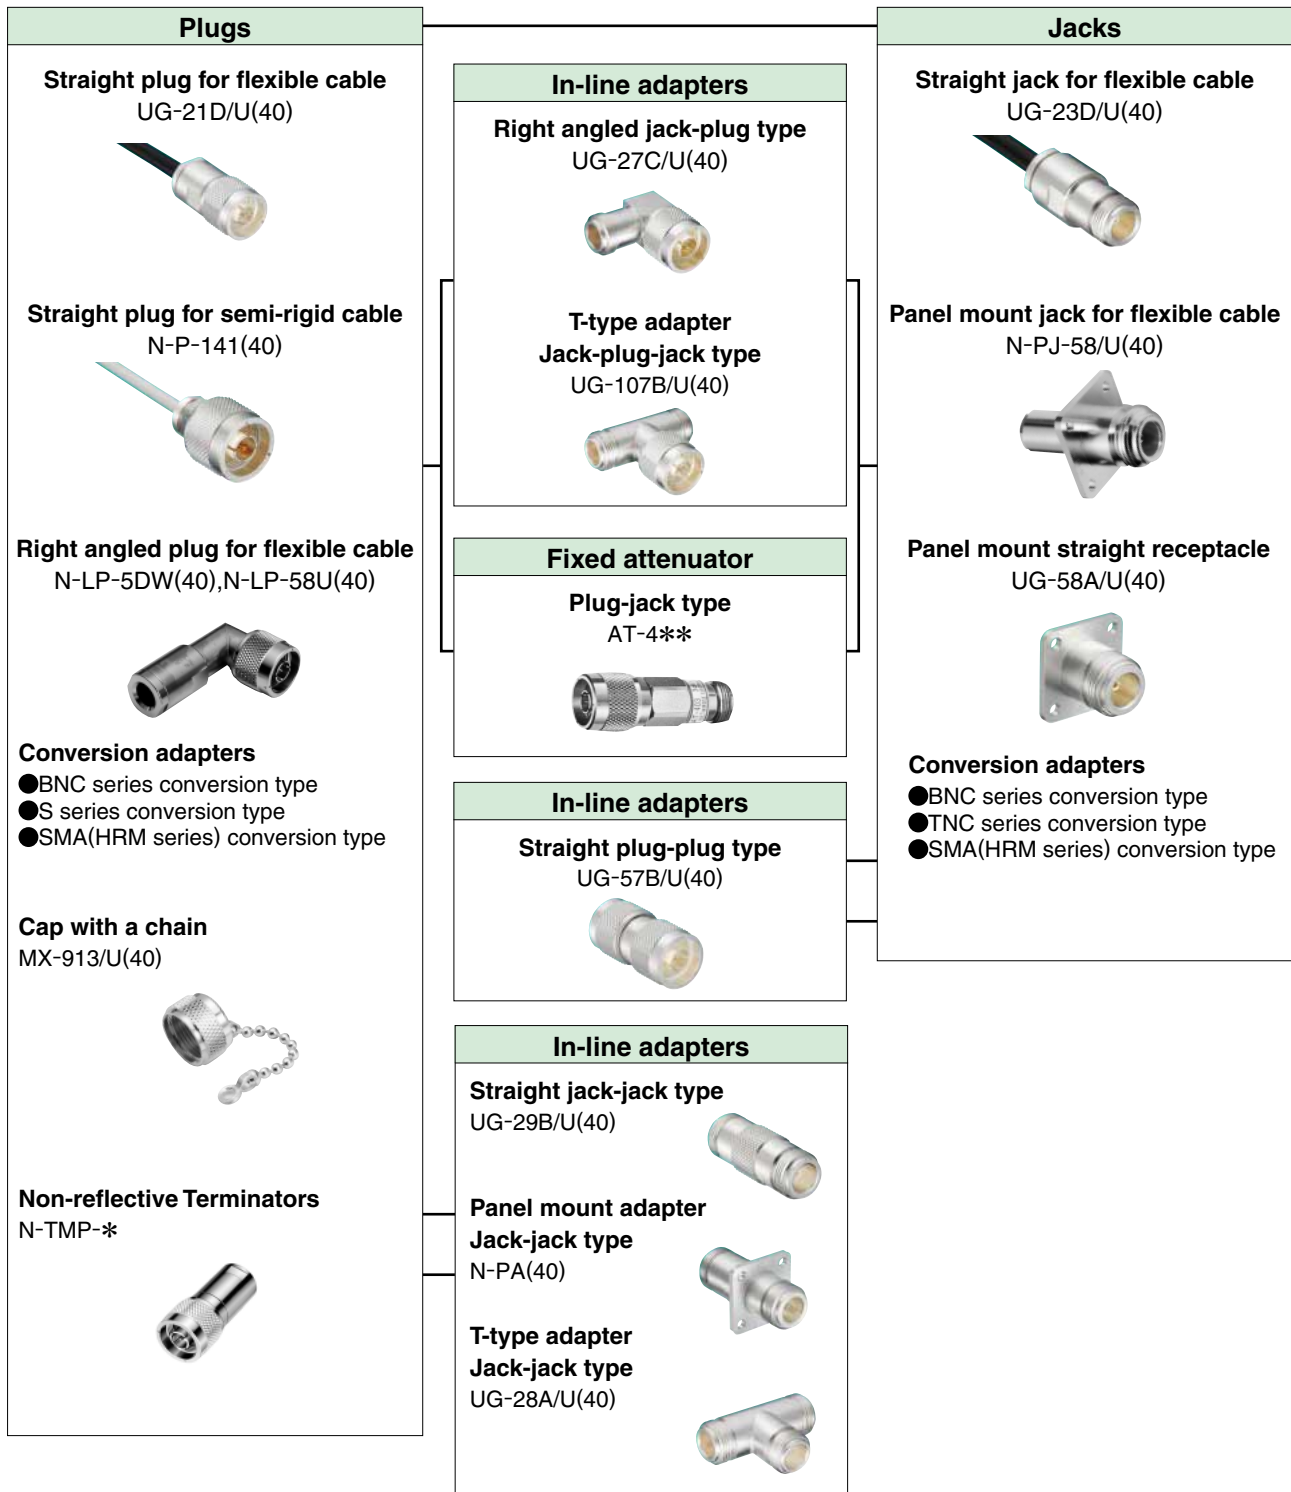 Plugs
Straight plug for flexible cable
UG-21D/U(40)
Straight plug for semi-rigid cable
N-P-141(40)
Right angled plug for flexible cable
N-LP-5DW(40),N-LP-58U(40)
Conversion adapters
●BNC series conversion type
●S series conversion type
●SMA(HRM series) conversion type
Cap with a chain
MX-913/U(40)
Non-reflective Terminators
N-TMP-*
In-line adapters
Right angled jack-plug type
UG-27C/U(40)
T-type adapter
Jack-plug-jack type
UG-107B/U(40)
Fixed attenuator
Plug-jack type
AT-4**
In-line adapters
Straight plug-plug type
UG-57B/U(40)
In-line adapters
Straight jack-jack type
UG-29B/U(40)
Panel mount adapter
Jack-jack type
N-PA(40)
T-type adapter
Jack-jack type
UG-28A/U(40)
Jacks
Straight jack for flexible cable
UG-23D/U(40)
Panel mount jack for flexible cable
N-PJ-58/U(40)
Panel mount straight receptacle
UG-58A/U(40)
Conversion adapters
●BNC series conversion type
●TNC series conversion type
●SMA(HRM series) conversion type